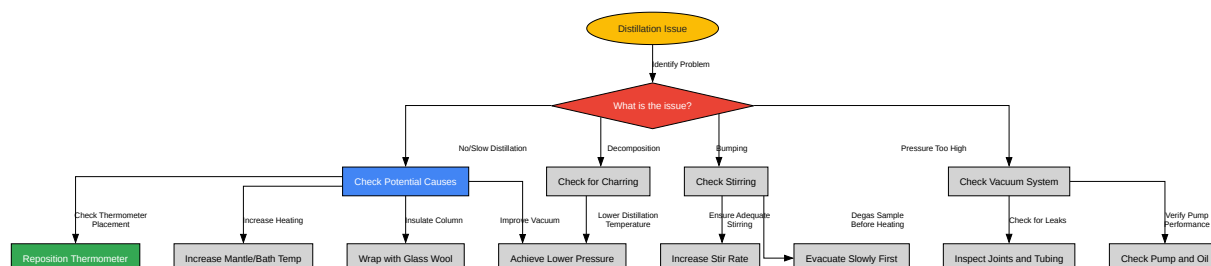 Distillation Issue
Identify Problem
What is the issue?
No/Slow Distillation
Decomposition
Bumping
Pressure Too High
Check Potential Causes
Check for Charring
Check Stirring
Check Vacuum System
Check Thermometer
Placement
Increase Heating
Insulate Column
Improve Vacuum
Lower Distillation
Temperature
Ensure Adequate
Stirring
Degas Sample
Before Heating
Check for Leaks
Verify Pump
Performance
Reposition Thermometer
Increase Mantle/Bath Temp
Wrap with Glass Wool
Achieve Lower Pressure
Increase Stir Rate
Evacuate Slowly First
Inspect Joints and Tubing
Check Pump and Oil